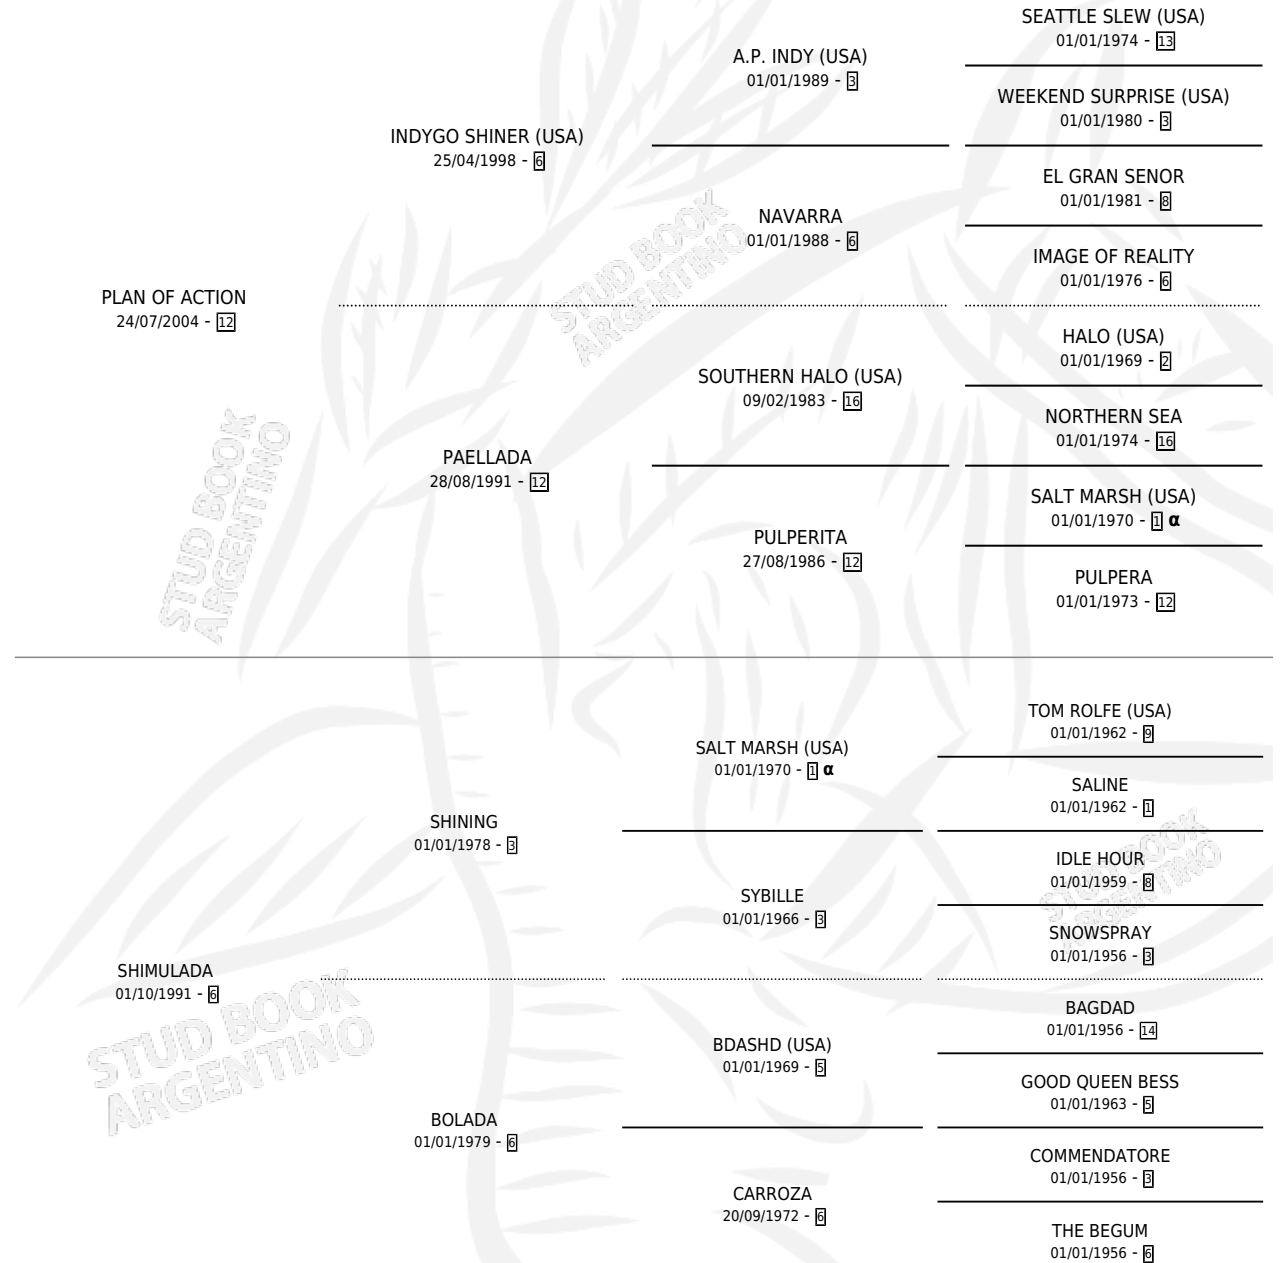 SEATTLE SLEW (USA)
01/01/1974 - 13
A.P. INDY (USA)
01/01/1989 - 3
WEEKEND SURPRISE (USA)
01/01/1980 - 3
INDYGO SHINER (USA)
25/04/1998 - 6
EL GRAN SENOR
01/01/1981 - 8
NAVARRA
01/01/1988 - 6
IMAGE OF REALITY
01/01/1976 - 6
PLAN OF ACTION
24/07/2004 - 12
HALO (USA)
01/01/1969 - 2
SOUTHERN HALO (USA)
09/02/1983 - 16
NORTHERN SEA
01/01/1974 - 16
PAELLADA
28/08/1991 - 12
SALT MARSH (USA)
01/01/1970 - 1 α
PULPERITA
27/08/1986 - 12
PULPERA
01/01/1973 - 12
TOM ROLFE (USA)
01/01/1962 - 9
SALT MARSH (USA)
01/01/1970 - 1 α
SALINE
01/01/1962 - 1
SHINING
01/01/1978 - 3
IDLE HOUR
01/01/1959 - 8
SYBILLE
01/01/1966 - 3
SNOWSPRAY
01/01/1956 - 3
SHIMULADA
01/10/1991 - 6
BAGDAD
01/01/1956 - 14
BDASHD (USA)
01/01/1969 - 5
GOOD QUEEN BESS
01/01/1963 - 5
BOLADA
01/01/1979 - 6
COMMENDATORE
01/01/1956 - 3
CARROZA
20/09/1972 - 6
THE BEGUM
01/01/1956 - 6
STUD BOOK
ARGENTINO
STUD BOOK
ARGENTINO
STUD BOOK
ARGENTINO
STUD BOOK
ARGENTINO